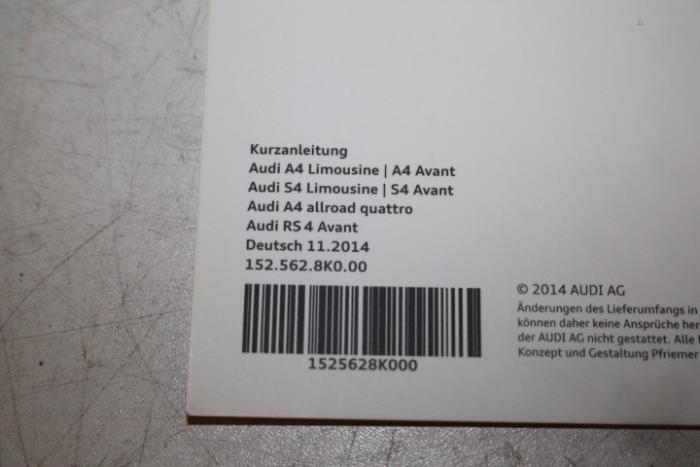 Kurzanleitung
Audi A4 Limousine | A4 Avant
Audi S4 Limousine | S4 Avant
Audi A4 allroad quattro
Audi RS 4 Avant
Deutsch 11.2014
152.562.8K0.00
1525628K000
© 2014 AUDI AG
Änderungen des Lieferumfangs in
können daher keine Ansprüche her
der AUDI AG nicht gestattet. Alle
Konzept und Gestaltung Pfriemer